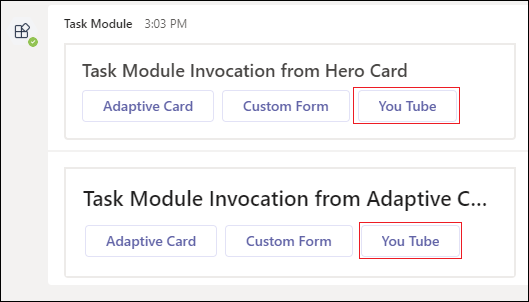 Task Module 3:03 PM
Task Module Invocation from Hero Card
Adaptive Card Custom Form You Tube
Task Module Invocation from Adaptive C...
Adaptive Card Custom Form You Tube